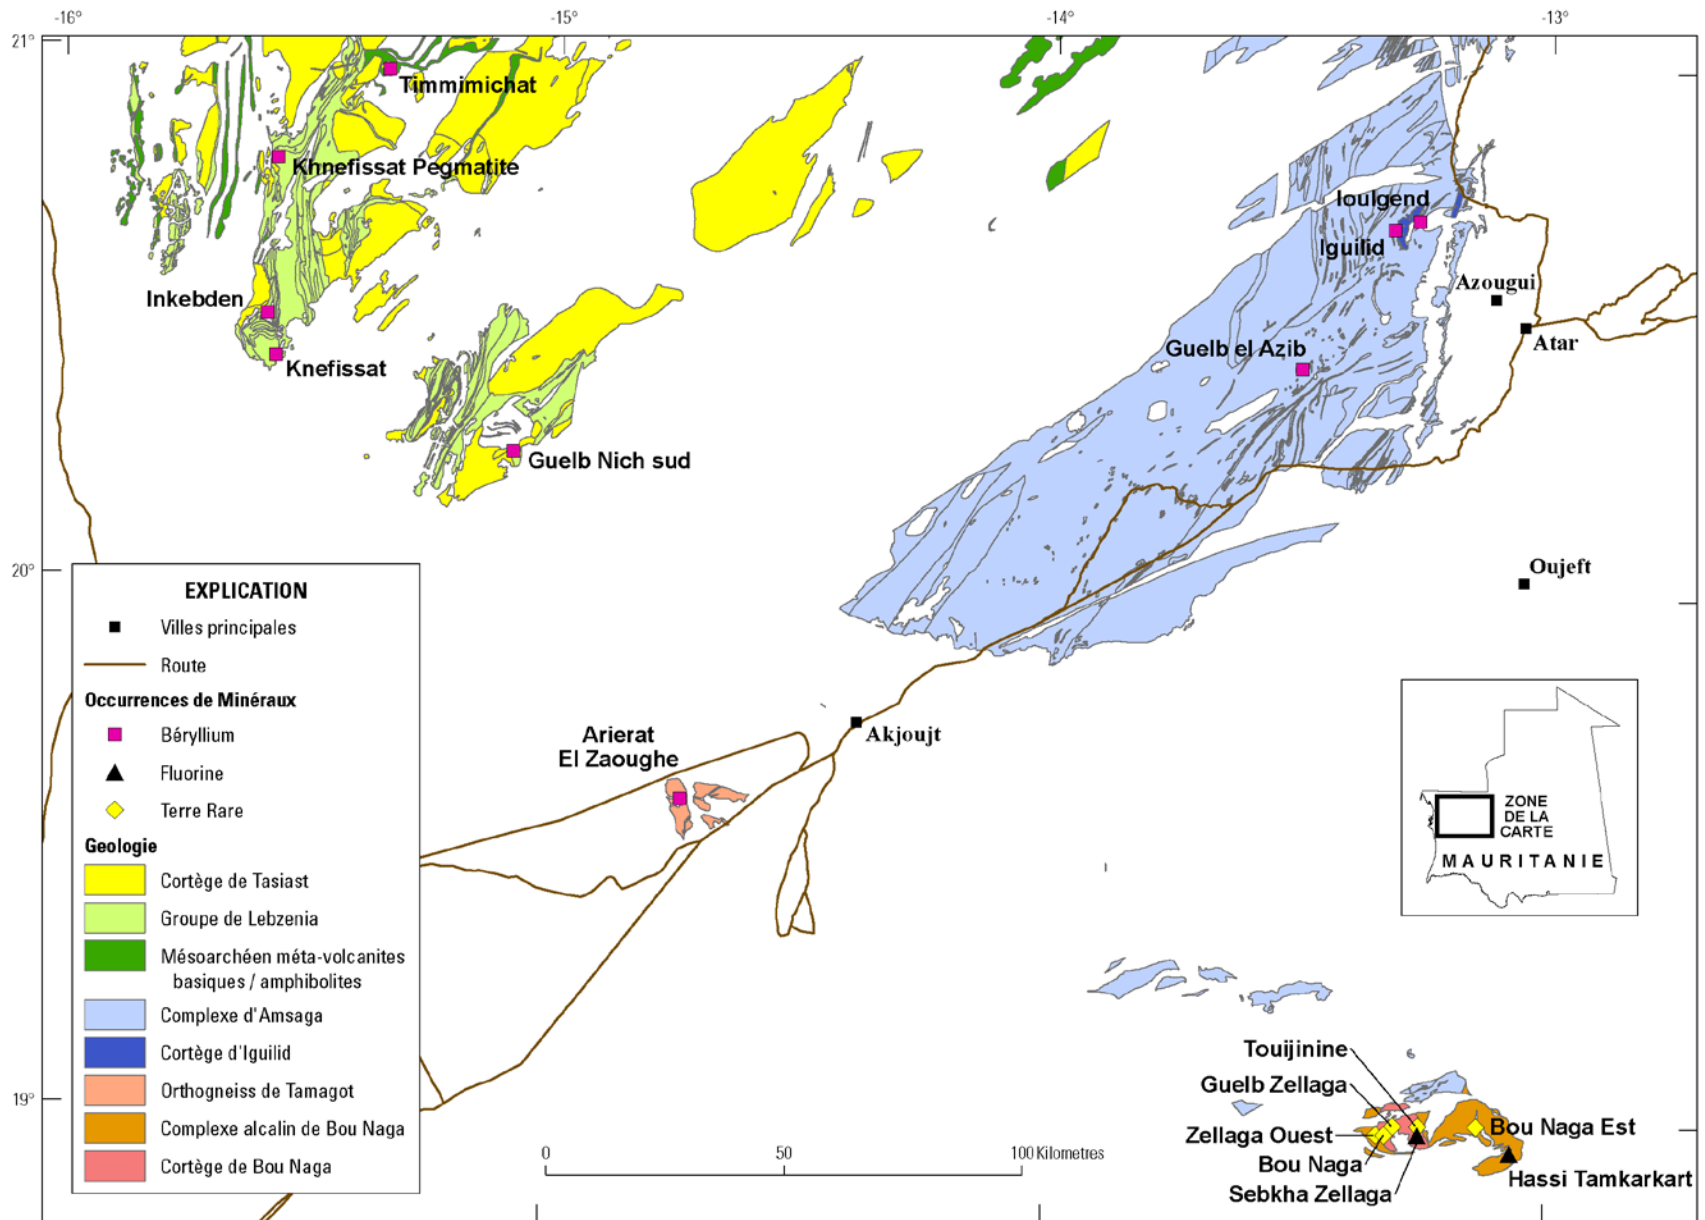 -16°
-15°
-14°
-13°
21°
Timmimichat
Khnefissat Pegmatite
Ioulgend
Iguilid
Azougui
Inkebden
Atar
Guelb el Azib
Knefissat
Guelb Nich sud
20°
Oujeft
EXPLICATION
Villes principales
Route
Occurrences de Minéraux
Béryllium
Fluorine
Terre Rare
Geologie
Cortège de Tasiast
Groupe de Lebzenia
Mésoarchéen méta-volcanites
basiques / amphibolites
Complexe d'Amsaga
Cortège d'Iguilid
Orthogneiss de Tamagot
Complexe alcalin de Bou Naga
Cortège de Bou Naga
Arierat
El Zaoughe
Akjoujt
ZONE
DE LA
CARTE
MAURITANIE
19°
Touijinine
Guelb Zellaga
Zellaga Ouest
Bou Naga
Sebkha Zellaga
Bou Naga Est
Hassi Tamkarkart
0
50
100 Kilometres